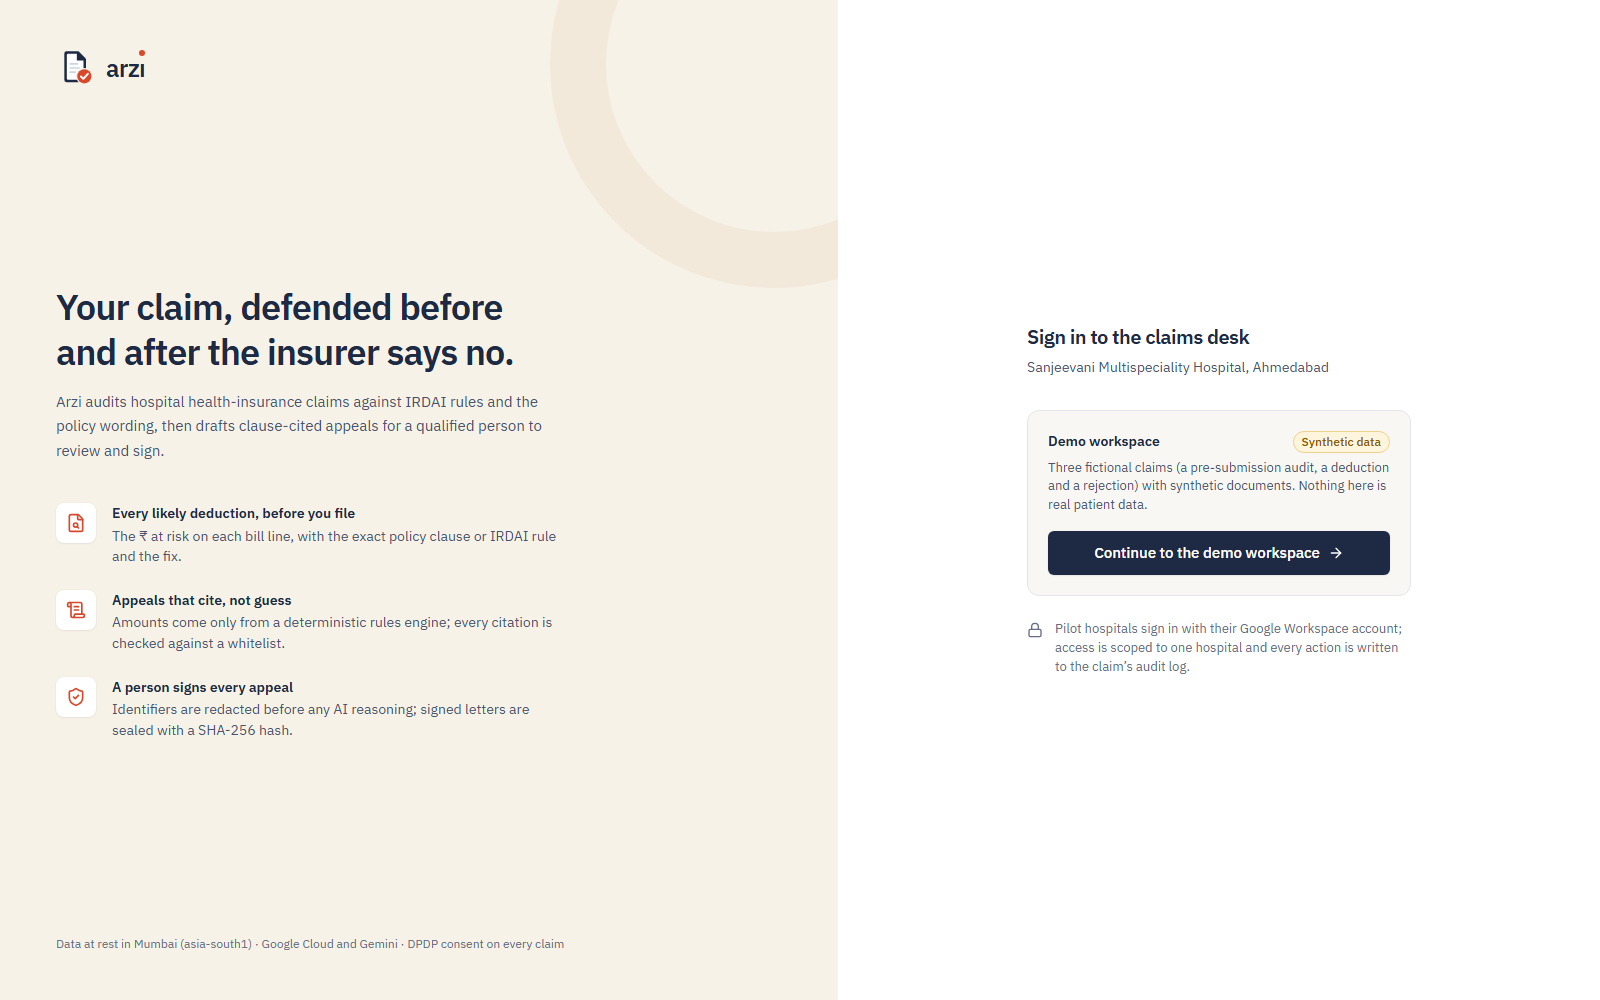 arzi
Your claim, defended before
and after the insurer says no.
Arzi audits hospital health-insurance claims against IRDAI rules and the
policy wording, then drafts clause-cited appeals for a qualified person to
review and sign.
Every likely deduction, before you file
The ₹ at risk on each bill line, with the exact policy clause or IRDAI rule
and the fix.
Appeals that cite, not guess
Amounts come only from a deterministic rules engine; every citation is
checked against a whitelist.
A person signs every appeal
Identifiers are redacted before any AI reasoning; signed letters are
sealed with a SHA-256 hash.
Data at rest in Mumbai (asia-south1) · Google Cloud and Gemini · DPDP consent on every claim
Sign in to the claims desk
Sanjeevani Multispeciality Hospital, Ahmedabad
Demo workspace
Synthetic data
Three fictional claims (a pre-submission audit, a deduction
and a rejection) with synthetic documents. Nothing here is
real patient data.
Continue to the demo workspace →
Pilot hospitals sign in with their Google Workspace account;
access is scoped to one hospital and every action is written
to the claim’s audit log.